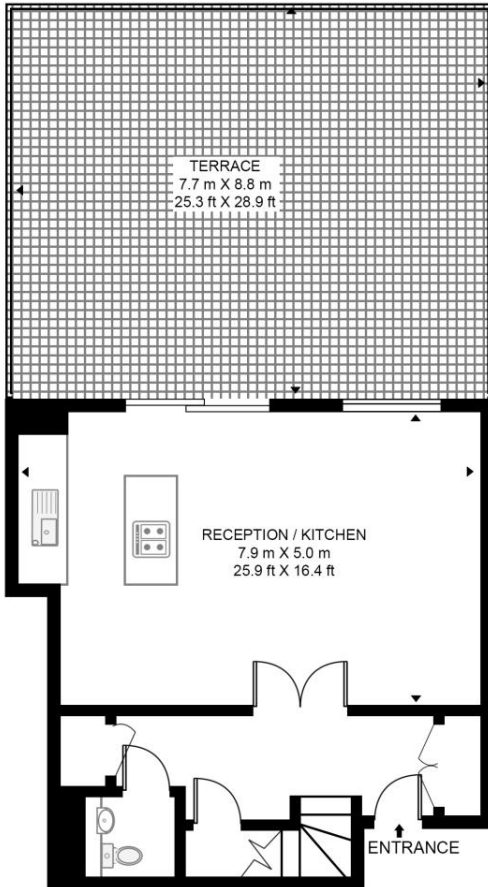 TERRACE
7.7 m X 8.8 m
25.3 ft X 28.9 ft
RECEPTION / KITCHEN
7.9 m X 5.0 m
25.9 ft X 16.4 ft
ENTRANCE